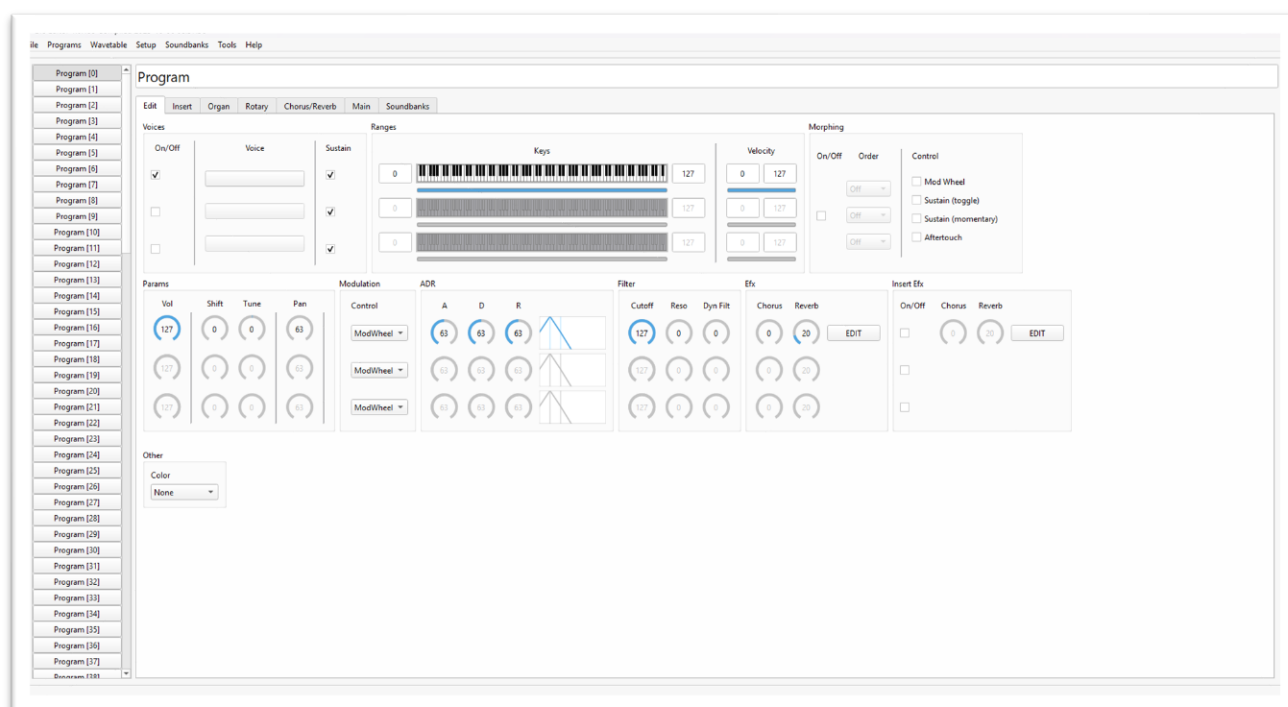 ile Programs Wavetable Setup Soundbanks Tools Help
Program [0]
Program [1]
Program [2]
Program [3]
Program [4]
Program [5]
Program [6]
Program [7]
Program [8]
Program [9]
Program [10]
Program [11]
Program [12]
Program [13]
Program [14]
Program [15]
Program [16]
Program [17]
Program [18]
Program [19]
Program [20]
Program [21]
Program [22]
Program [23]
Program [24]
Program [25]
Program [26]
Program [27]
Program [28]
Program [29]
Program [30]
Program [31]
Program [32]
Program [33]
Program [34]
Program [35]
Program [36]
Program [37]
Program [38]
Program
Edit Insert Organ Rotary Chorus/Reverb Main Soundbanks
Voices
On/Off Voice Sustain
Ranges
Keys Velocity
0 127 0 127
0 127 0 127
0 127 0 127
Morphing
On/Off Order Control
Off
Off
Off
Mod Wheel
Sustain (toggle)
Sustain (momentary)
Aftertouch
Params
Vol Shift Tune Pan
127 0 0 63
127 0 0 63
127 0 0 63
Modulation
Control
ModWheel
ModWheel
ModWheel
ADR
A D R
63 63 63
63 63 63
63 63 63
Filter
Cutoff Reso Dyn Filt
127 0 0
127 0 0
127 0 0
Efx
Chorus Reverb
0 20 EDIT
0 20
0 20
Insert Efx
On/Off Chorus Reverb
0 20 EDIT
Other
Color
None